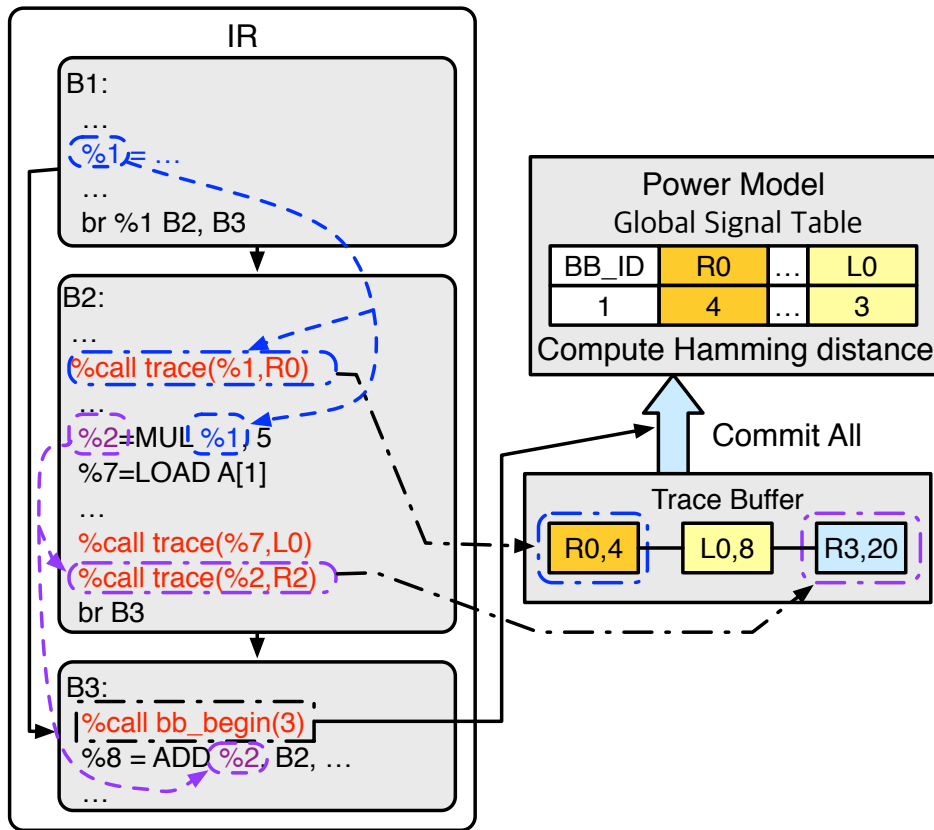 IR
B1:
...
%1 = ...
...
br %1 B2, B3
B2:
...
%call trace(%1,R0)
...
%2=MUL %1, 5
%7=LOAD A[1]
...
%call trace(%7,L0)
%call trace(%2,R2)
br B3
B3:
%call bb_begin(3)
%8 = ADD %2, B2, ...
...
Power Model
Global Signal Table
BB_ID R0 ... L0
1 4 ... 3
Compute Hamming distance
Commit All
Trace Buffer
R0,4 L0,8 R3,20